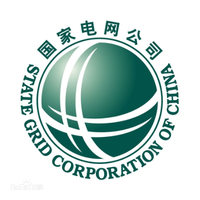 国家电网公司
STATE GRID CORPORATION OF CHINA